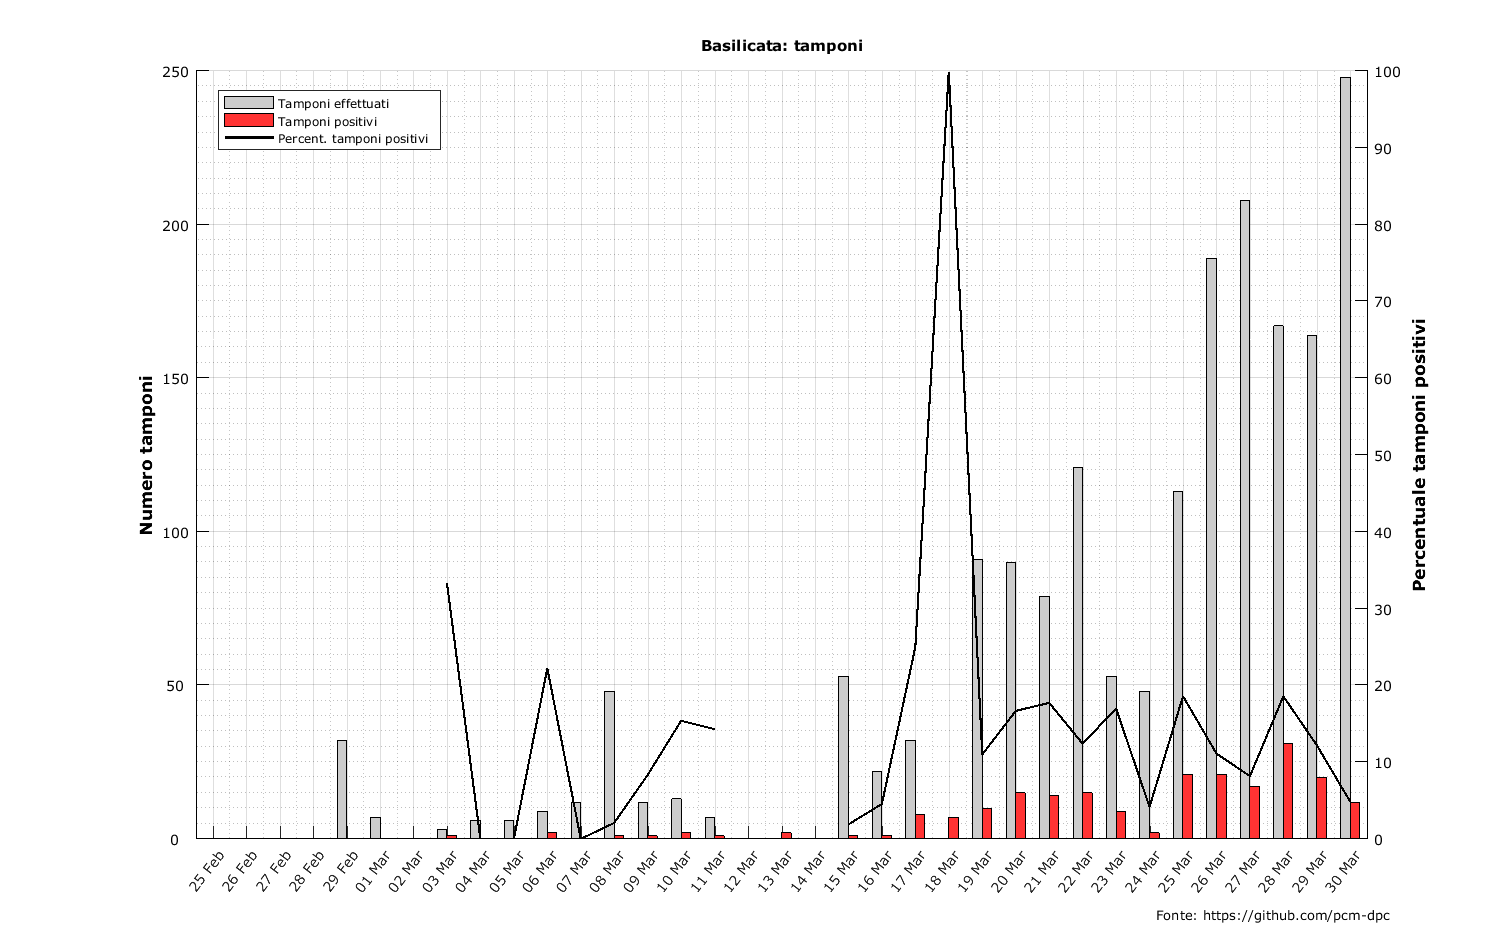 Basilicata: tamponi
Tamponi effettuati
Tamponi positivi
Percent. tamponi positivi
Numero tamponi
250
200
150
100
50
0
Percentuale tamponi positivi
100
90
80
70
60
50
40
30
20
10
0
25 Feb
26 Feb
27 Feb
28 Feb
29 Feb
01 Mar
02 Mar
03 Mar
04 Mar
05 Mar
06 Mar
07 Mar
08 Mar
09 Mar
10 Mar
11 Mar
12 Mar
13 Mar
14 Mar
15 Mar
16 Mar
17 Mar
18 Mar
19 Mar
20 Mar
21 Mar
22 Mar
23 Mar
24 Mar
25 Mar
26 Mar
27 Mar
28 Mar
29 Mar
30 Mar
Fonte: https://github.com/pcm-dpc